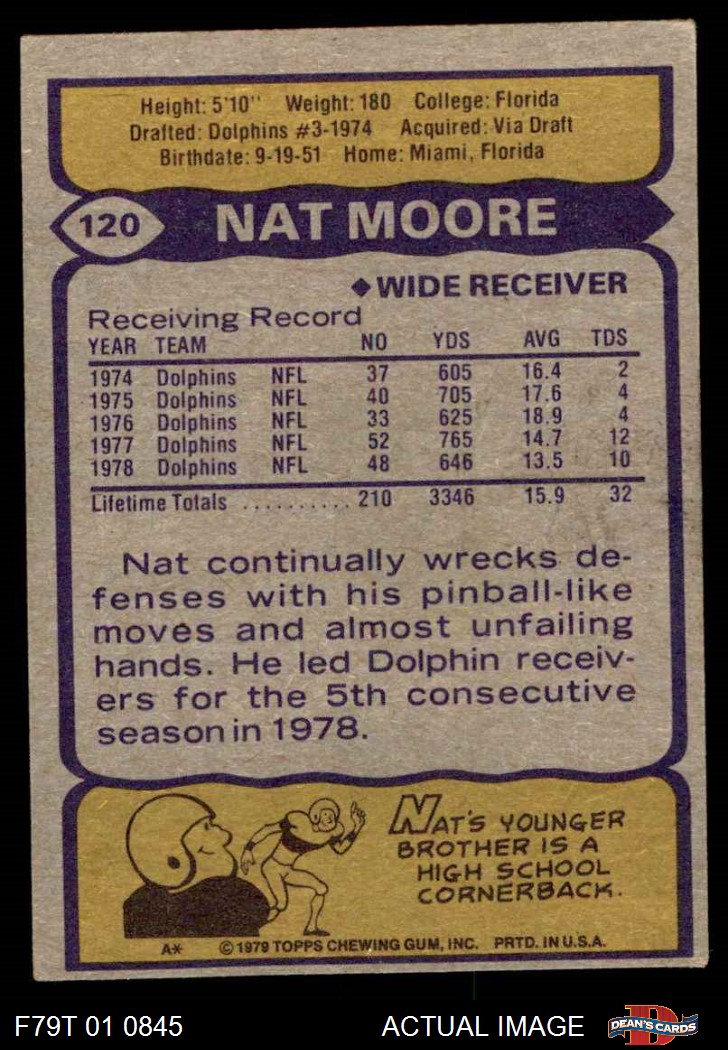 Height: 5'10'' Weight: 180 College: Florida
Drafted: Dolphins #3-1974 Acquired: Via Draft
Birthdate: 9-19-51 Home: Miami, Florida
120 NAT MOORE
◆ WIDE RECEIVER
Receiving Record
YEAR TEAM NO YDS AVG TDS
1974 Dolphins NFL 37 605 16.4 2
1975 Dolphins NFL 40 705 17.6 4
1976 Dolphins NFL 33 625 18.9 4
1977 Dolphins NFL 52 765 14.7 12
1978 Dolphins NFL 48 646 13.5 10
Lifetime Totals .......... 210 3346 15.9 32
Nat continually wrecks de-
fenses with his pinball-like
moves and almost unfailing
hands. He led Dolphin receiv-
ers for the 5th consecutive
season in 1978.
NAT'S YOUNGER
BROTHER IS A
HIGH SCHOOL
CORNERBACK.
A* © 1979 TOPPS CHEWING GUM, INC. PRTD. IN U.S.A.
F79T 01 0845 ACTUAL IMAGE D DEAN'S CARDS